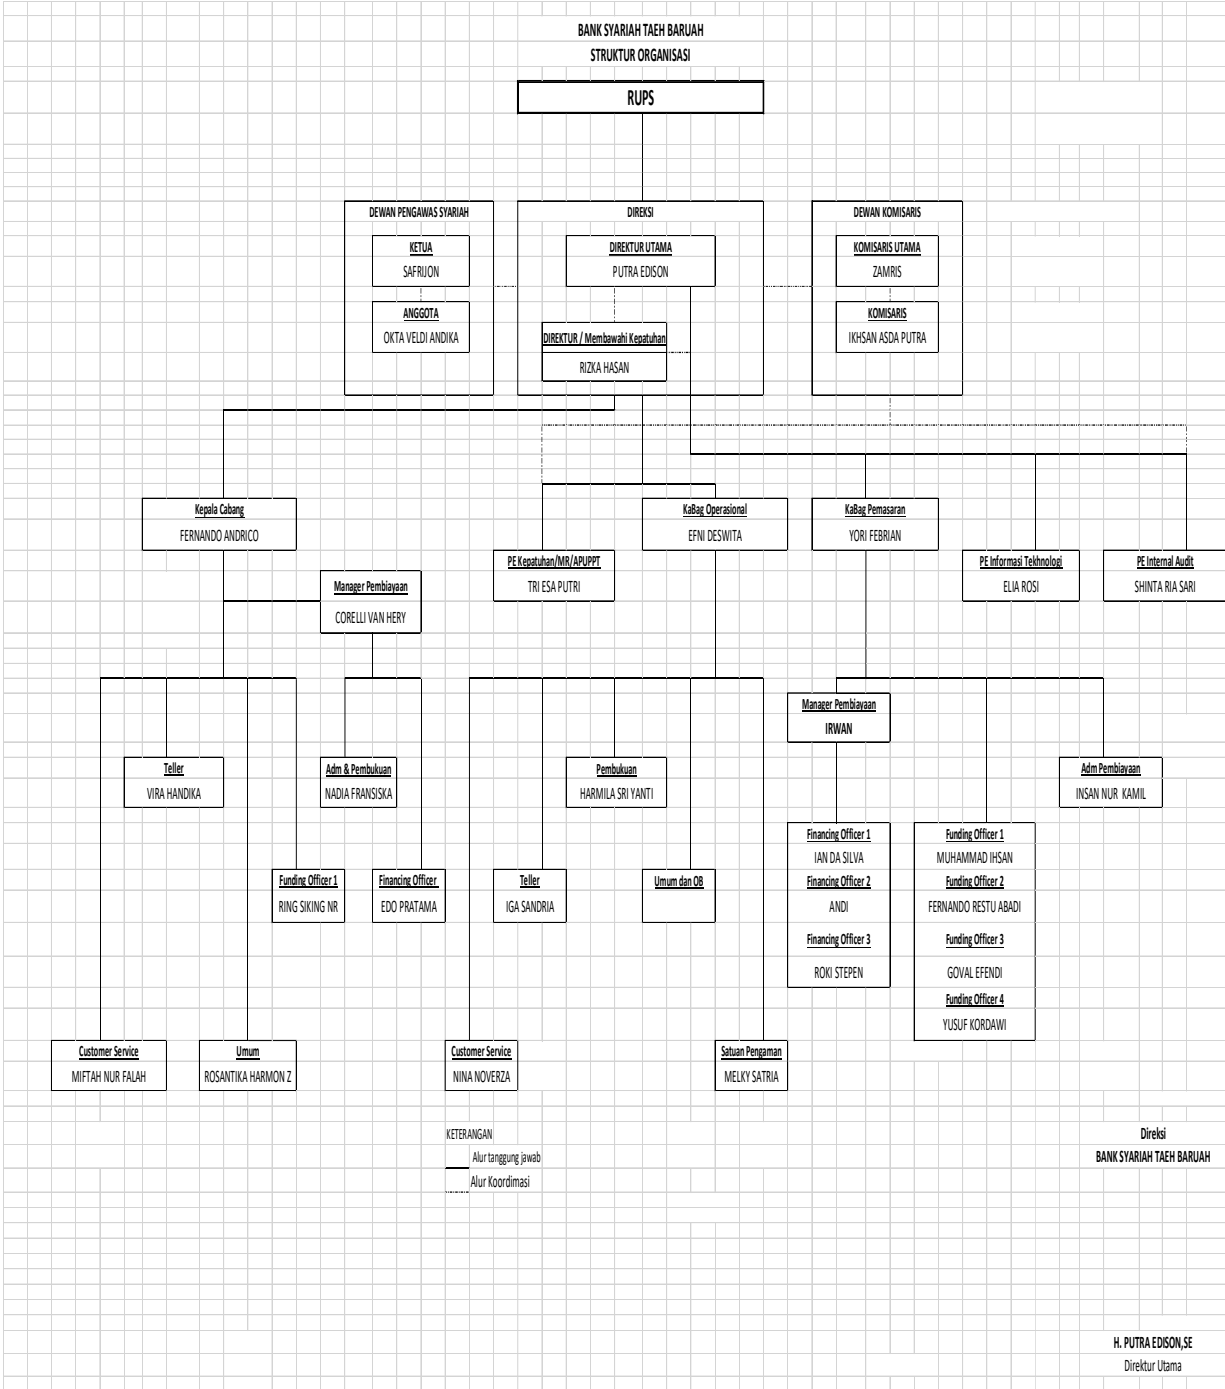 BANK SYARIAH TAEH BARUAH
STRUKTUR ORGANISASI
RUPS
DEWAN PENGAWAS SYARIAH
KETUA
SAFRIJON
ANGGOTA
OKTA VELDI ANDIKA
DIREKSI
DIREKTUR UTAMA
PUTRA EDISON
DIREKTUR / Membawahi Kepatuhan
RIZKA HASAN
DEWAN KOMISARIS
KOMISARIS UTAMA
ZAMRIS
KOMISARIS
IKHSAN ASDA PUTRA
Kepala Cabang
FERNANDO ANDRICO
KaBag Operasional
EFNI DESWITA
KaBag Pemasaran
YORI FEBRIAN
PE Kepatuhan/MR/APUPPT
TRI ESA PUTRI
PE Informasi Tekhnologi
ELIA ROSI
PE Internal Audit
SHINTA RIA SARI
Manager Pembiayaan
CORELLI VAN HERY
Manager Pembiayaan
IRWAN
Teller
VIRA HANDIKA
Adm & Pembukuan
NADIA FRANSISKA
Pembukuan
HARMILA SRI YANTI
Adm Pembiayaan
INSAN NUR KAMIL
Funding Officer 1
RING SIKING NR
Financing Officer
EDO PRATAMA
Teller
IGA SANDRIA
Umum dan OB
Financing Officer 1
IAN DA SILVA
Financing Officer 2
ANDI
Financing Officer 3
ROKI STEPEN
Funding Officer 1
MUHAMMAD IHSAN
Funding Officer 2
FERNANDO RESTU ABADI
Funding Officer 3
GOVAL EFENDI
Funding Officer 4
YUSUF KORDAWI
Customer Service
MIFTAH NUR FALAH
Umum
ROSANTIKA HARMON Z
Customer Service
NINA NOVERZA
Satuan Pengaman
MELKY SATRIA
KETERANGAN
Alur tanggung jawab
Alur Koordimasi
Direksi
BANK SYARIAH TAEH BARUAH
H. PUTRA EDISON,SE
Direktur Utama